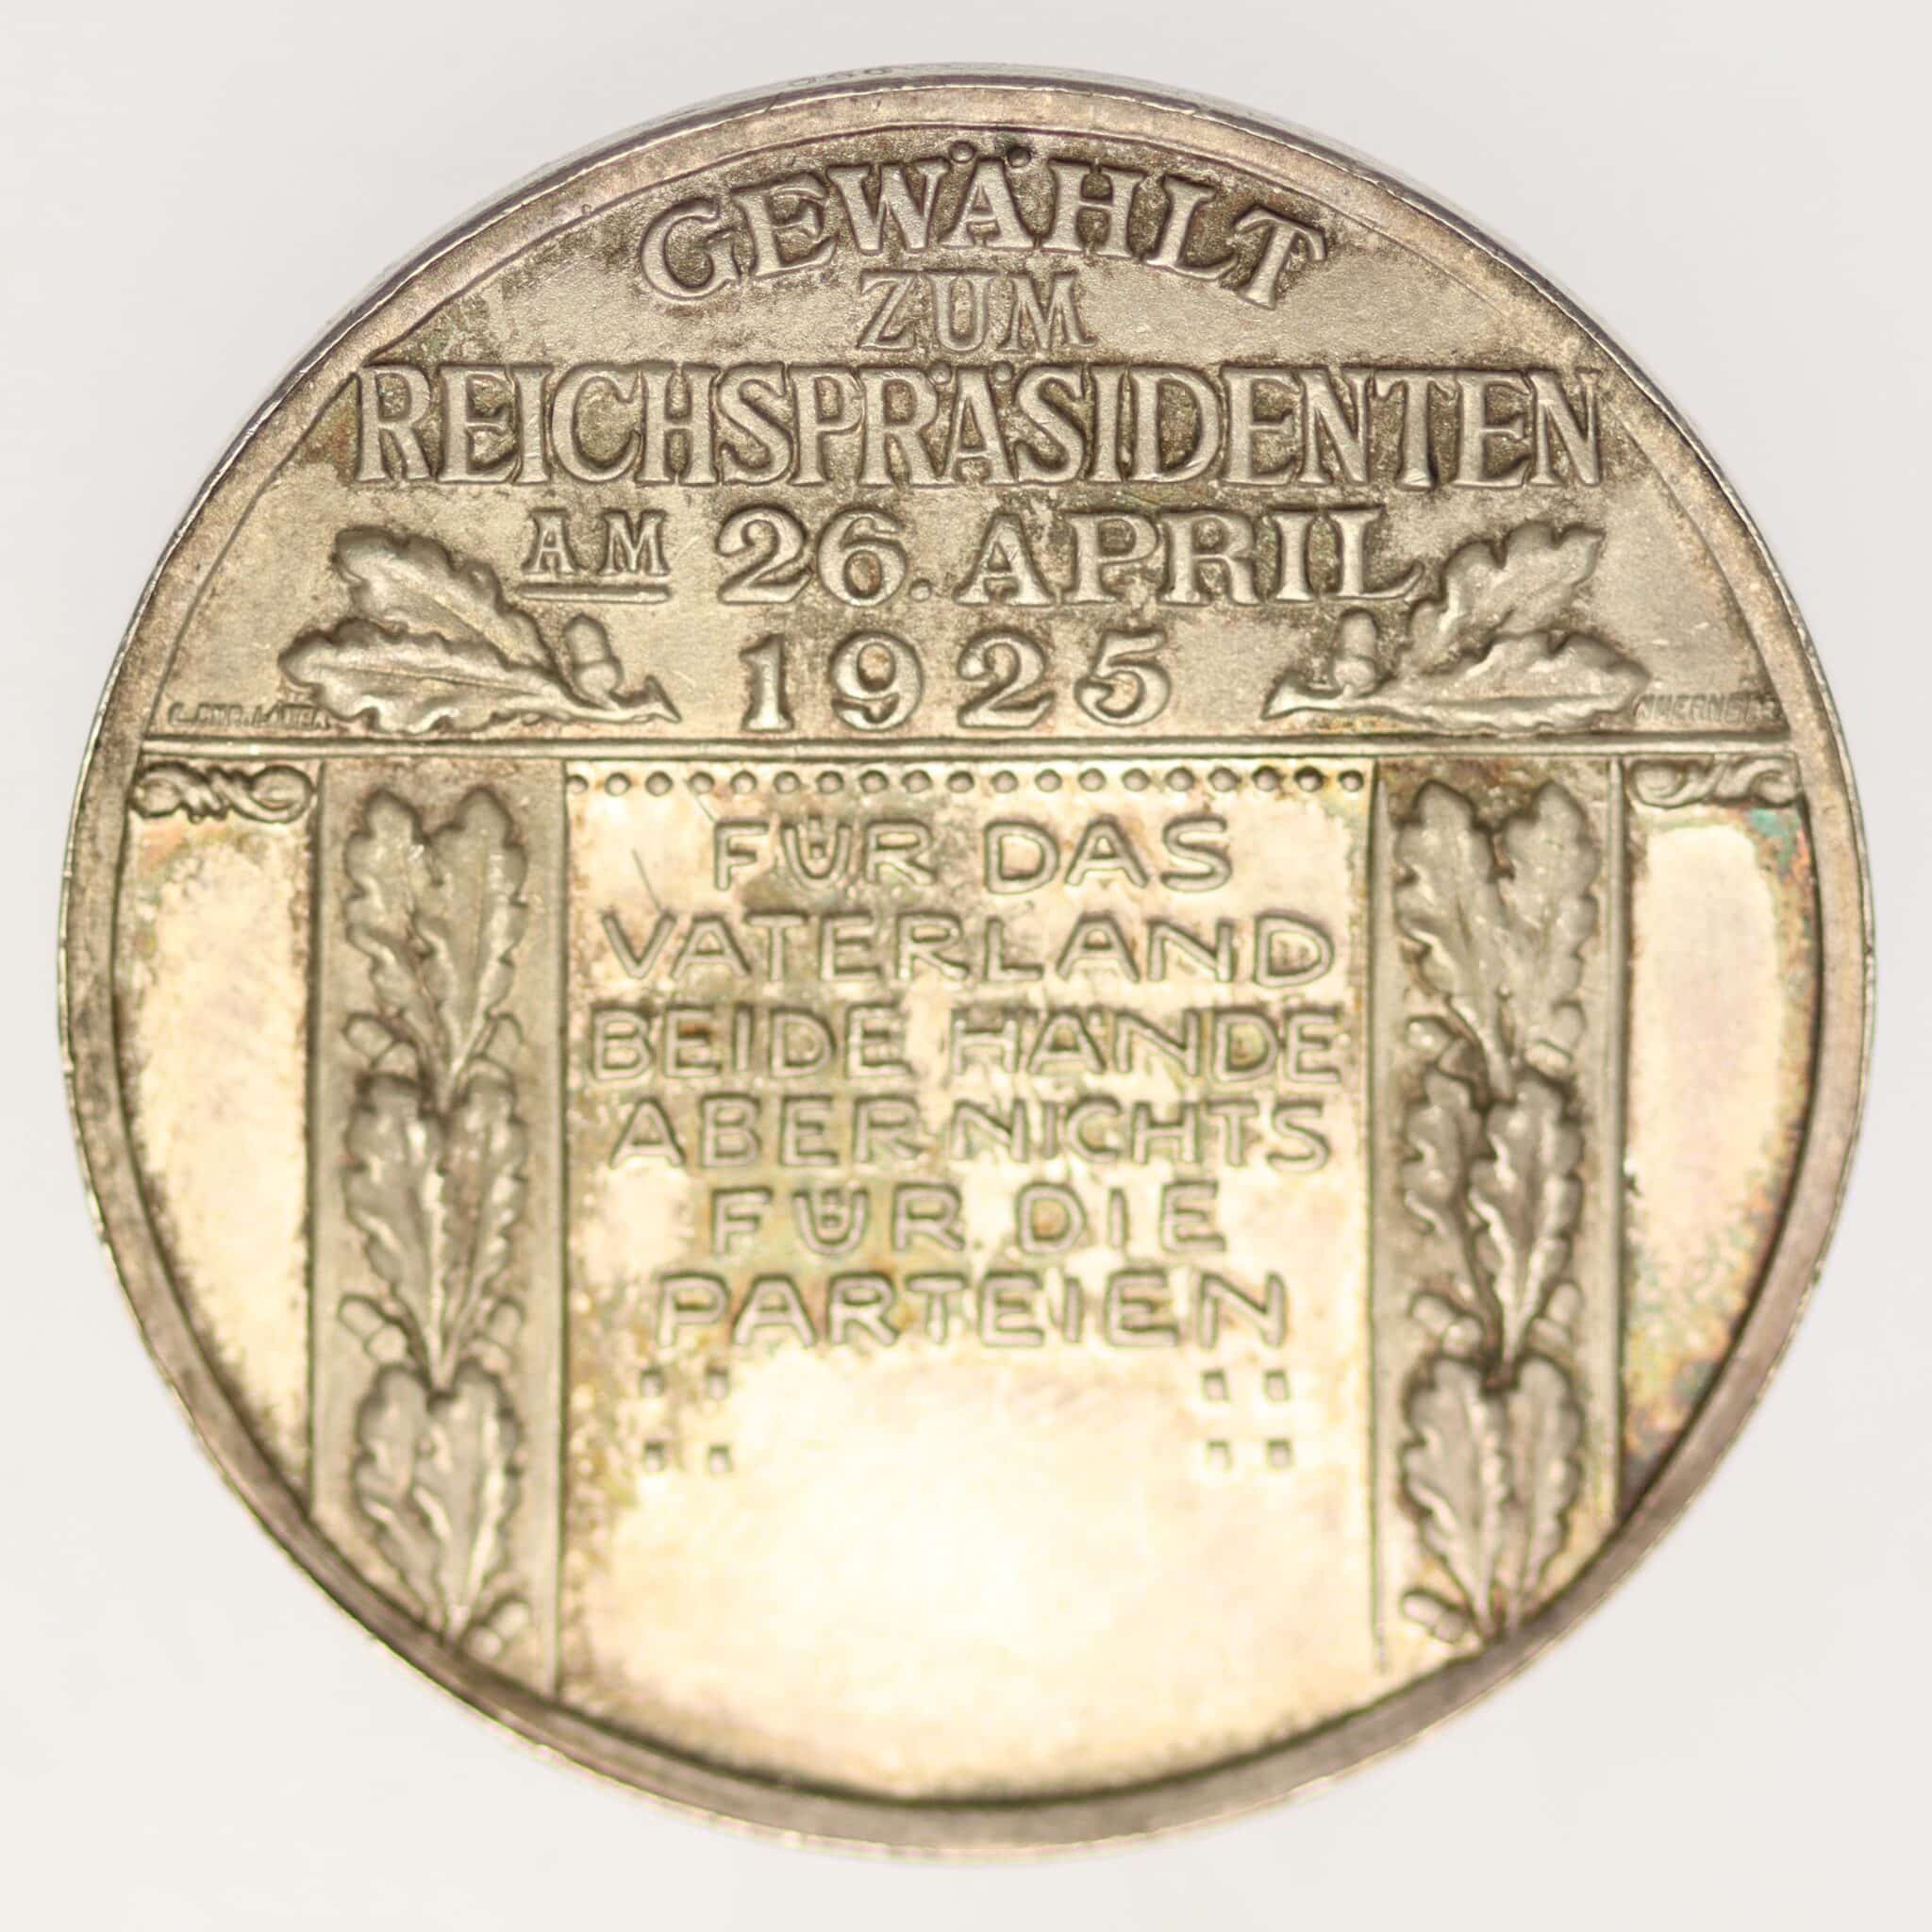 GEWÄHLT
ZUM
REICHSPRÄSIDENTEN
AM 26. APRIL
1925
FÜR DAS
VATERLAND
BEIDE HÄNDE
ABER NICHTS
FÜR DIE
PARTEIEN